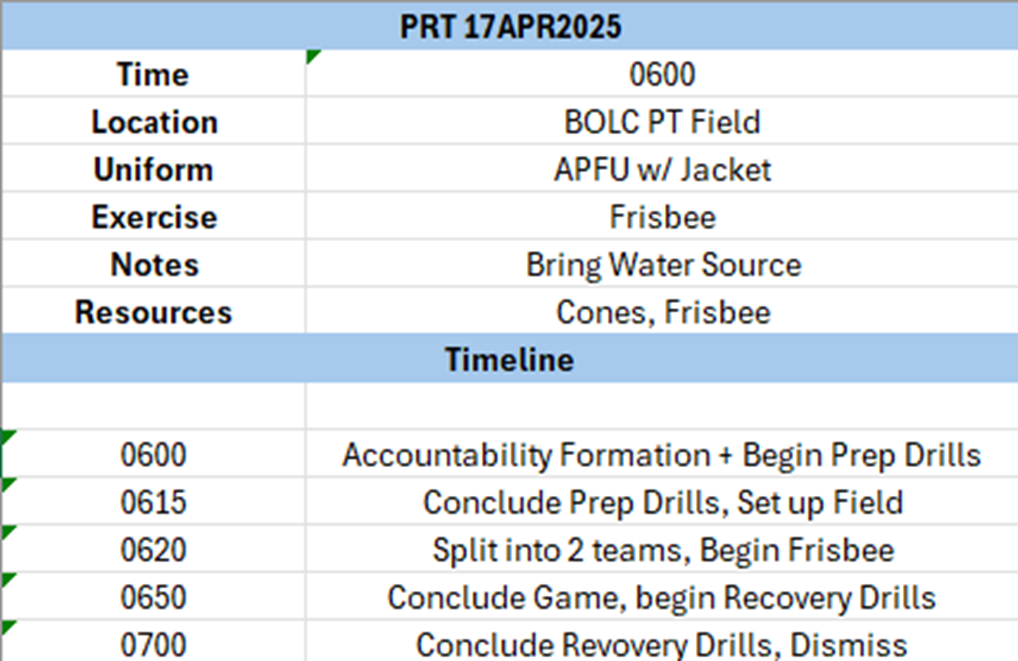 PRT 17APR2025
Time 0600
Location BOLC PT Field
Uniform APFU w/ Jacket
Exercise Frisbee
Notes Bring Water Source
Resources Cones, Frisbee
Timeline
0600 Accountability Formation + Begin Prep Drills
0615 Conclude Prep Drills, Set up Field
0620 Split into 2 teams, Begin Frisbee
0650 Conclude Game, begin Recovery Drills
0700 Conclude Revovery Drills, Dismiss